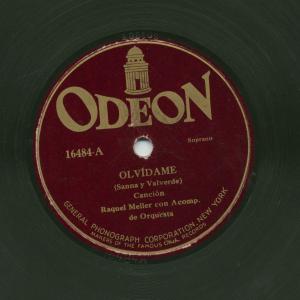 ODEON
16484-A
Soprano
OLVÍDAME
(Sanna y Valverde)
Canción
Raquel Meller con Acomp.
de Orquesta
GENERAL PHONOGRAPH CORPORATION, NEW YORK
MAKERS OF THE FAMOUS Okeh RECORDS